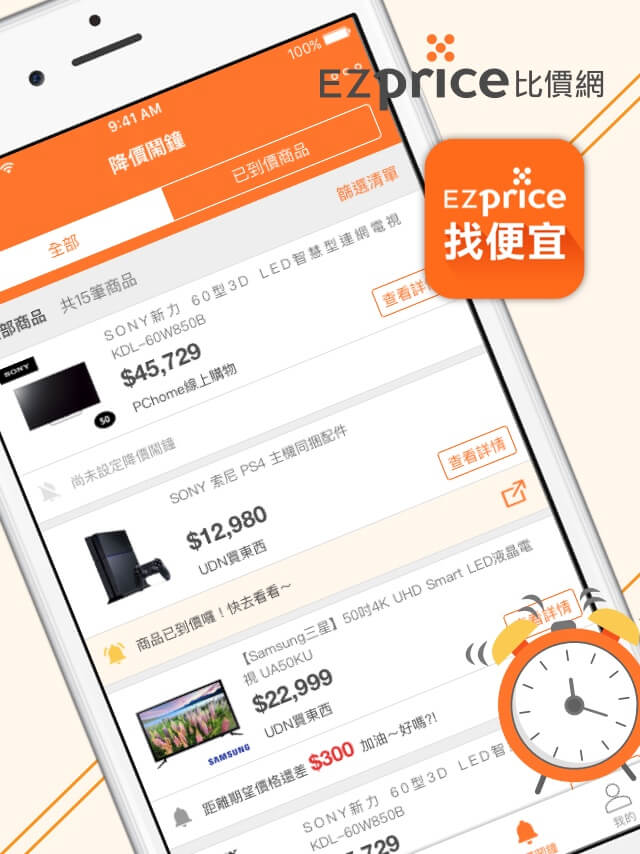 EZprice比價網
EZprice
找便宜
100%
9:41 AM
降價鬧鐘
全部
已到價商品
部商品 共15筆商品
篩選清單
SONY
SONY新力 60型3D LED智慧型連網電視
KDL-60W850B
$45,729
PChome線上購物
查看詳
50
尚未設定降價鬧鐘
SONY 索尼 PS4 主機同捆配件
$12,980
UDN買東西
查看詳情
商品已到價囉！快去看看～
【Samsung三星】50吋4K UHD Smart LED液晶電
視 UA50KU
$22,999
UDN買東西
看詳情
SAMSUNG
距離期望價格還差 $300 加油～好嗎?!
SONY新力 60型3D LED智
KDL-60W850B
729
鬧鐘
我的